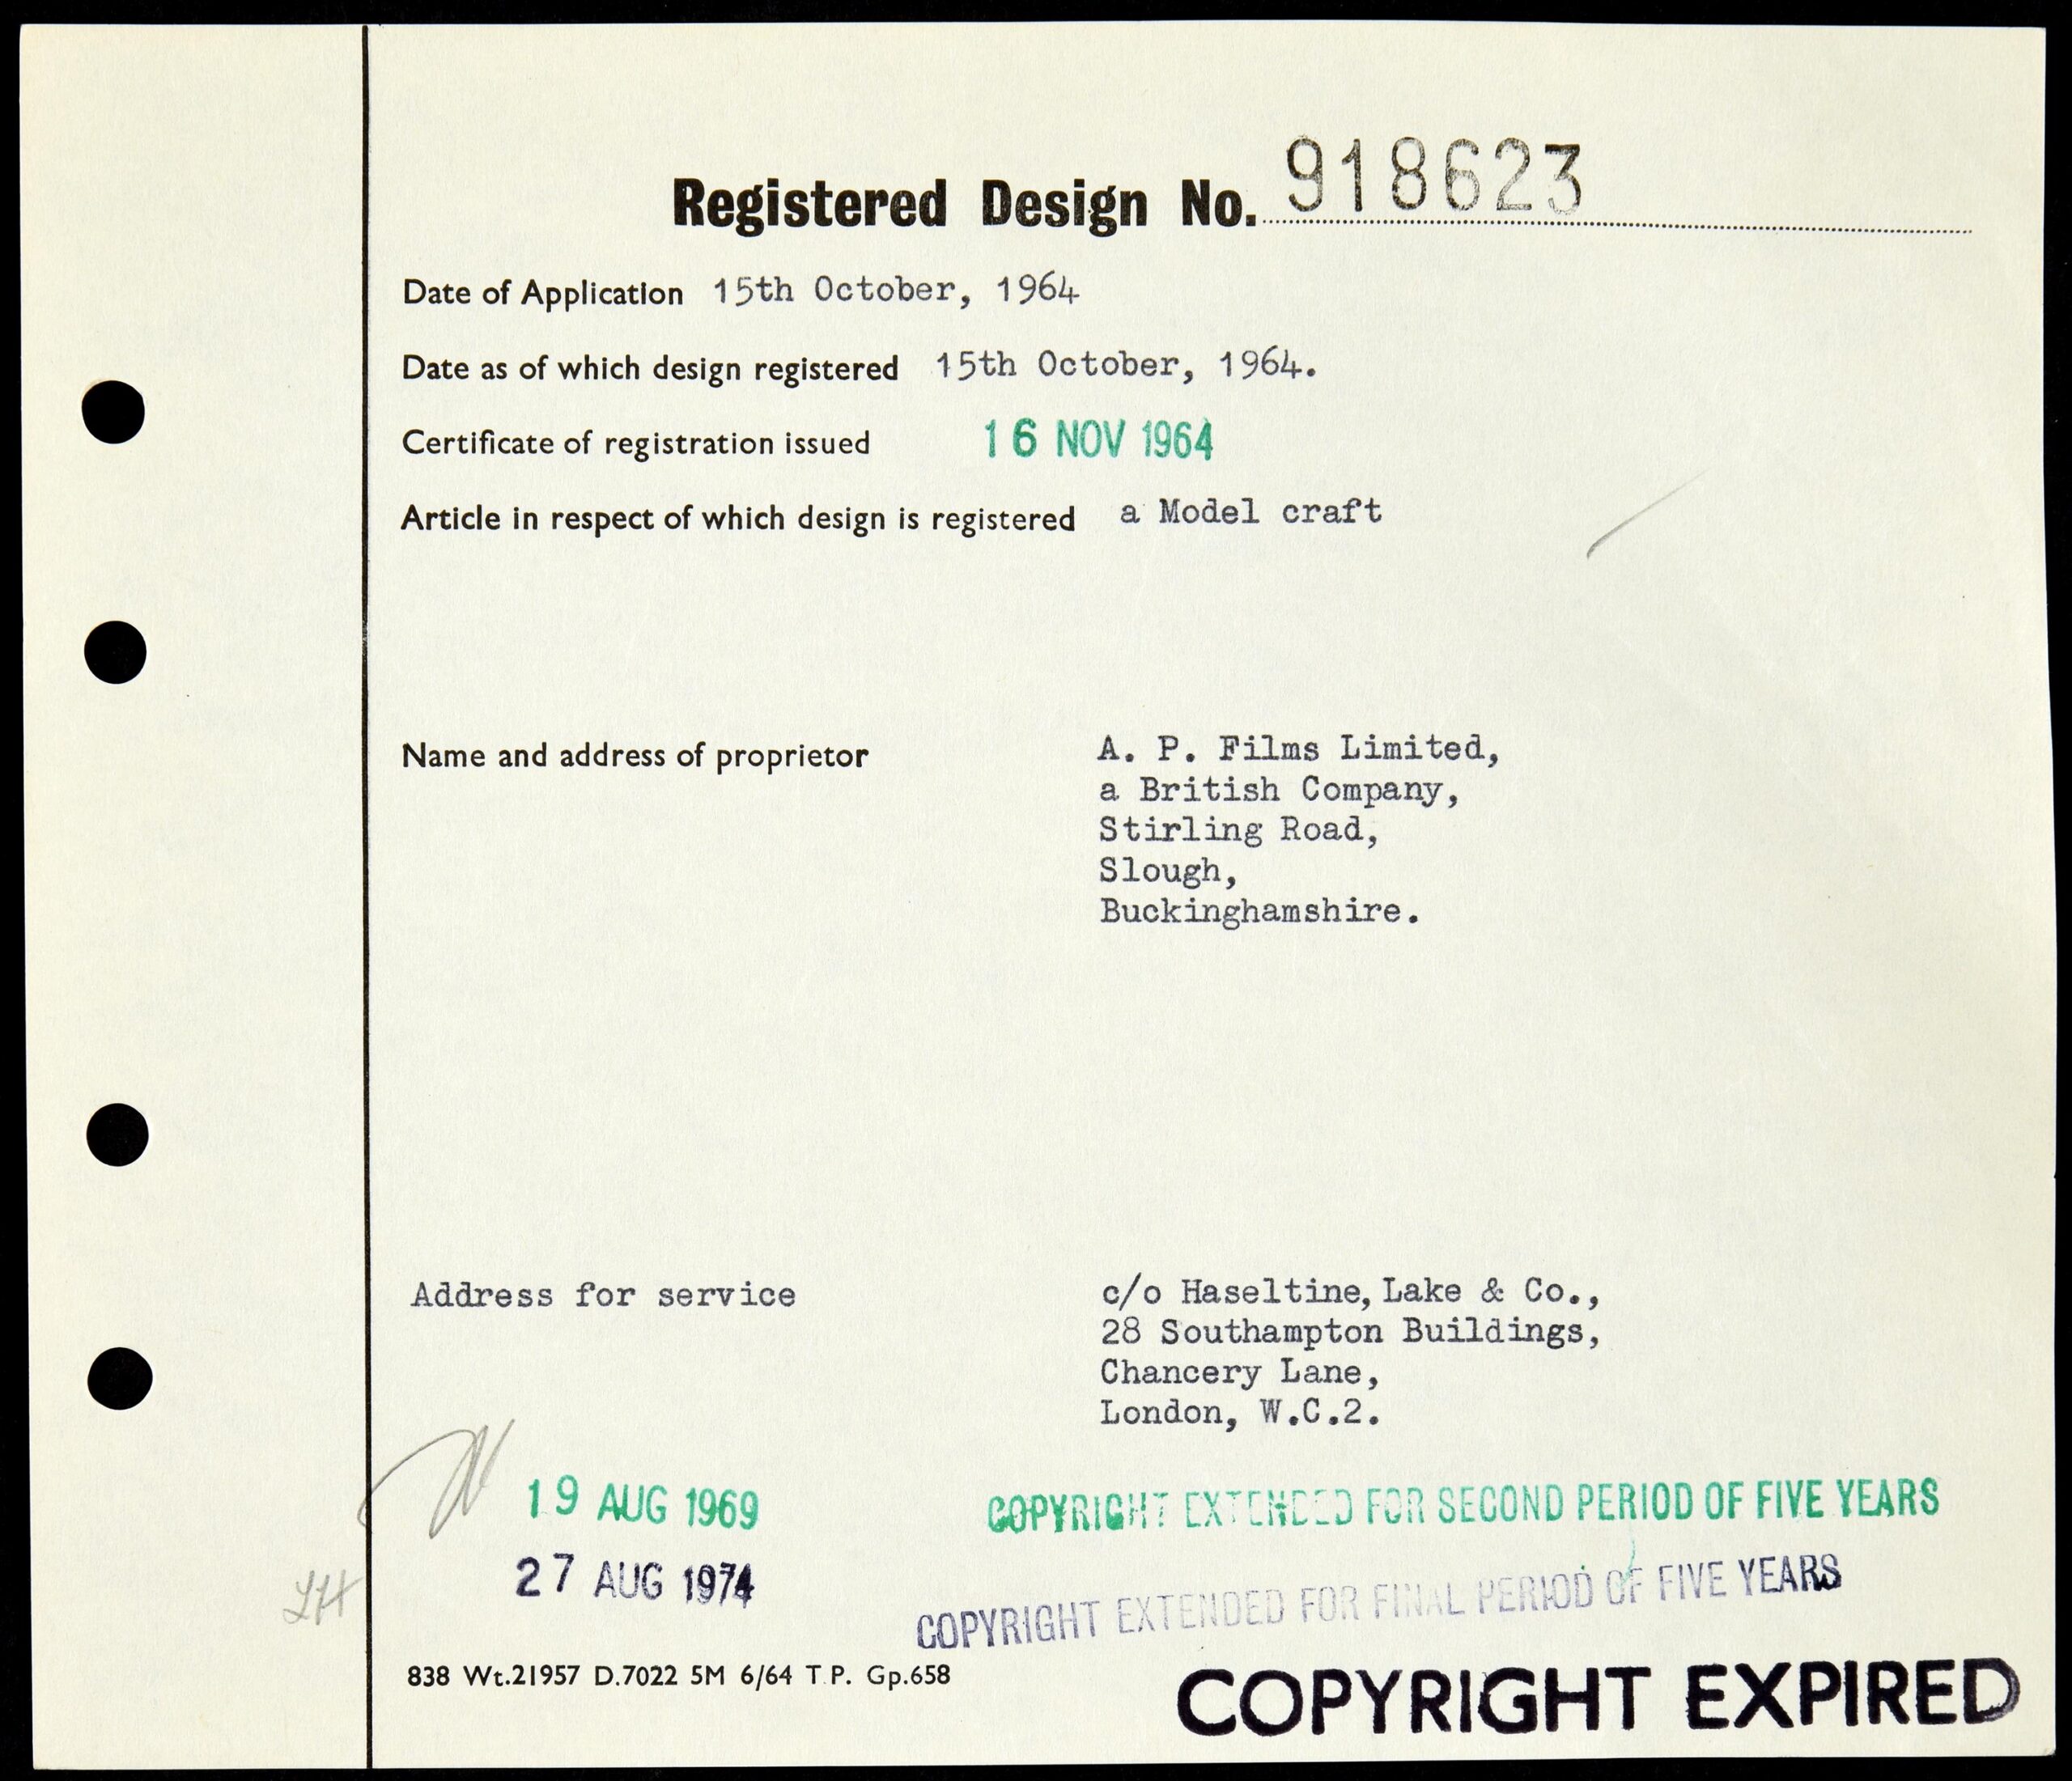 Registered Design No. 918623
Date of Application 15th October, 1964
Date as of which design registered 15th October, 1964.
Certificate of registration issued 16 NOV 1964
Article in respect of which design is registered a Model craft
Name and address of proprietor A. P. Films Limited,
a British Company,
Stirling Road,
Slough,
Buckinghamshire.
Address for service c/o Haseltine, Lake & Co.,
28 Southampton Buildings,
Chancery Lane,
London, W.C.2.
19 AUG 1969 COPYRIGHT EXTENDED FOR SECOND PERIOD OF FIVE YEARS
27 AUG 1974 COPYRIGHT EXTENDED FOR FINAL PERIOD OF FIVE YEARS
838 Wt.21957 D.7022 5M 6/64 T.P. Gp.658
COPYRIGHT EXPIRED